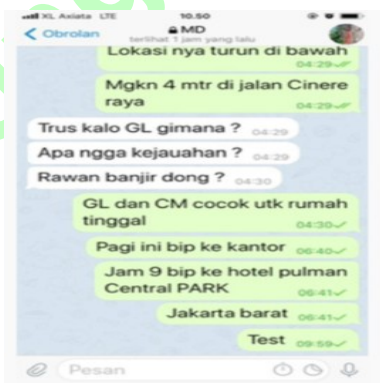 XL Axiata LTE 10.50
Obrolan MD
terlihat 1 jam yang lalu
Lokasi nya turun di bawah
04:29
Mgkn 4 mtr di jalan Cinere
raya
04:29
Trus kalo GL gimana ? 04:29
Apa ngga kejauahan ? 04:29
Rawan banjir dong ? 04:30
GL dan CM cocok utk rumah
tinggal
04:30
Pagi ini bip ke kantor 06:40
Jam 9 bip ke hotel pulman
Central PARK
06:41
Jakarta barat 06:41
Test 09:59
Pesan